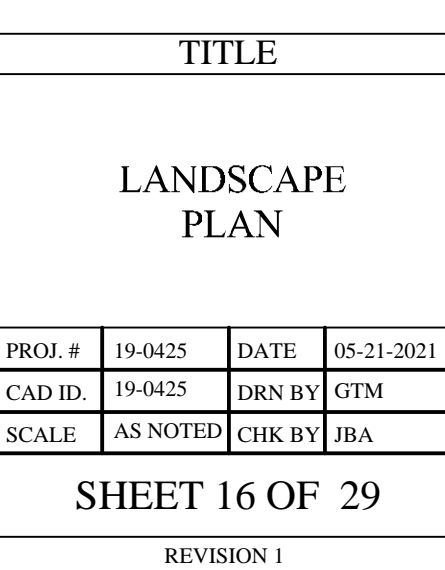 TITLE
LANDSCAPE
PLAN
PROJ. # 19-0425 DATE 05-21-2021
CAD ID. 19-0425 DRN BY GTM
SCALE AS NOTED CHK BY JBA
SHEET 16 OF 29
REVISION 1